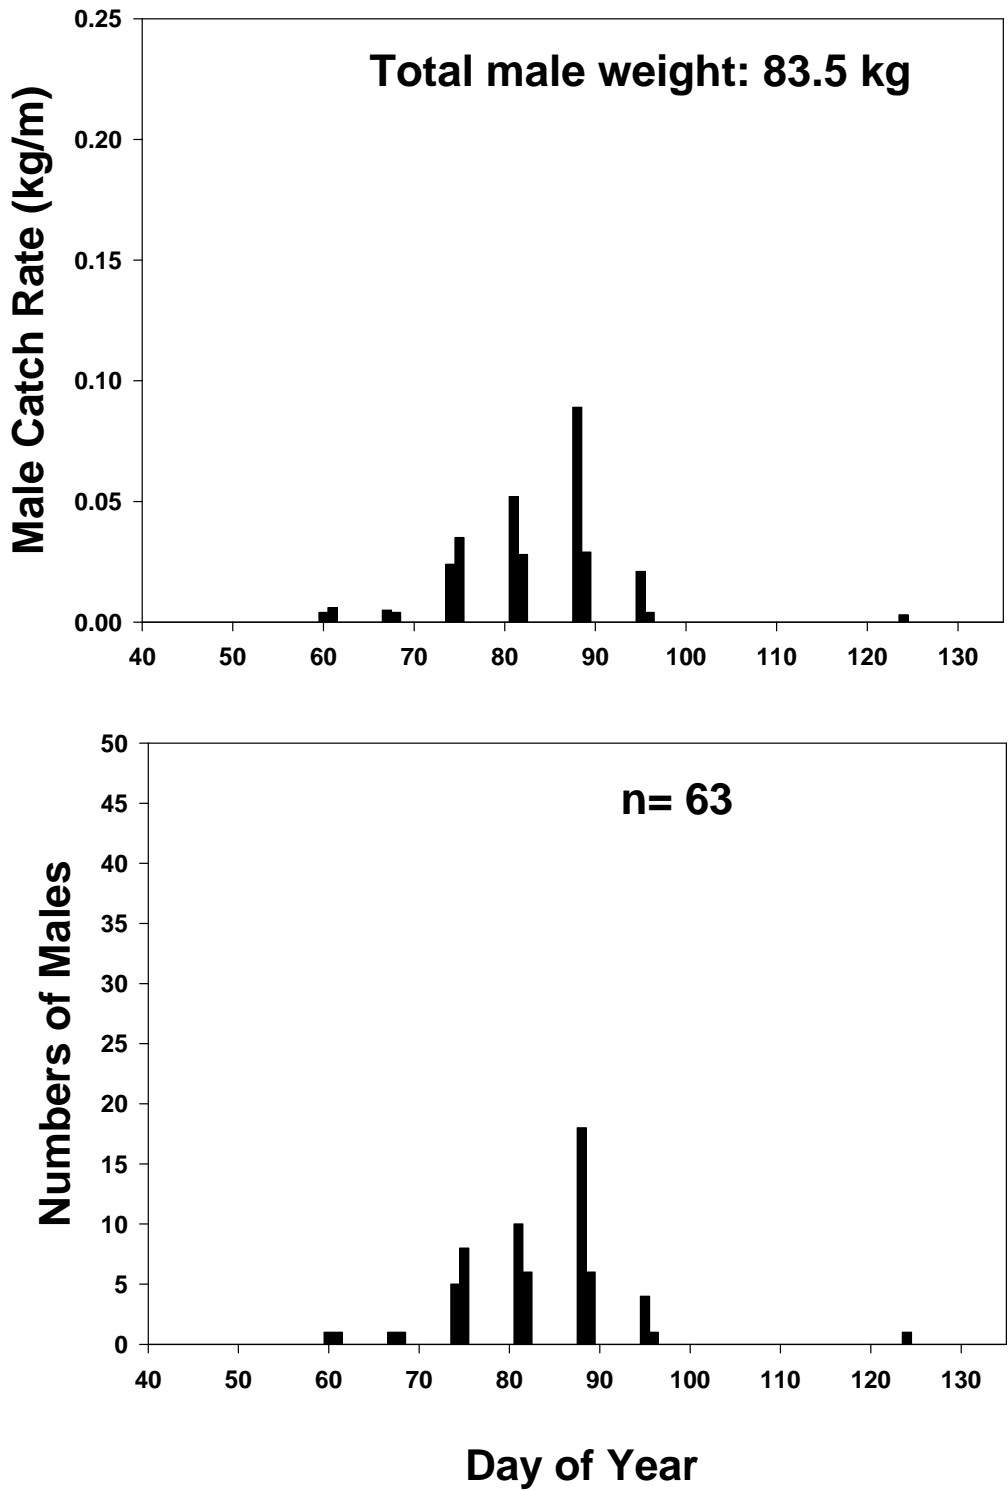 Total male weight: 83.5 kg
Male Catch Rate (kg/m)
0.25
0.20
0.15
0.10
0.05
0.00
40 50 60 70 80 90 100 110 120 130
n= 63
Numbers of Males
50
45
40
35
30
25
20
15
10
5
0
40 50 60 70 80 90 100 110 120 130
Day of Year